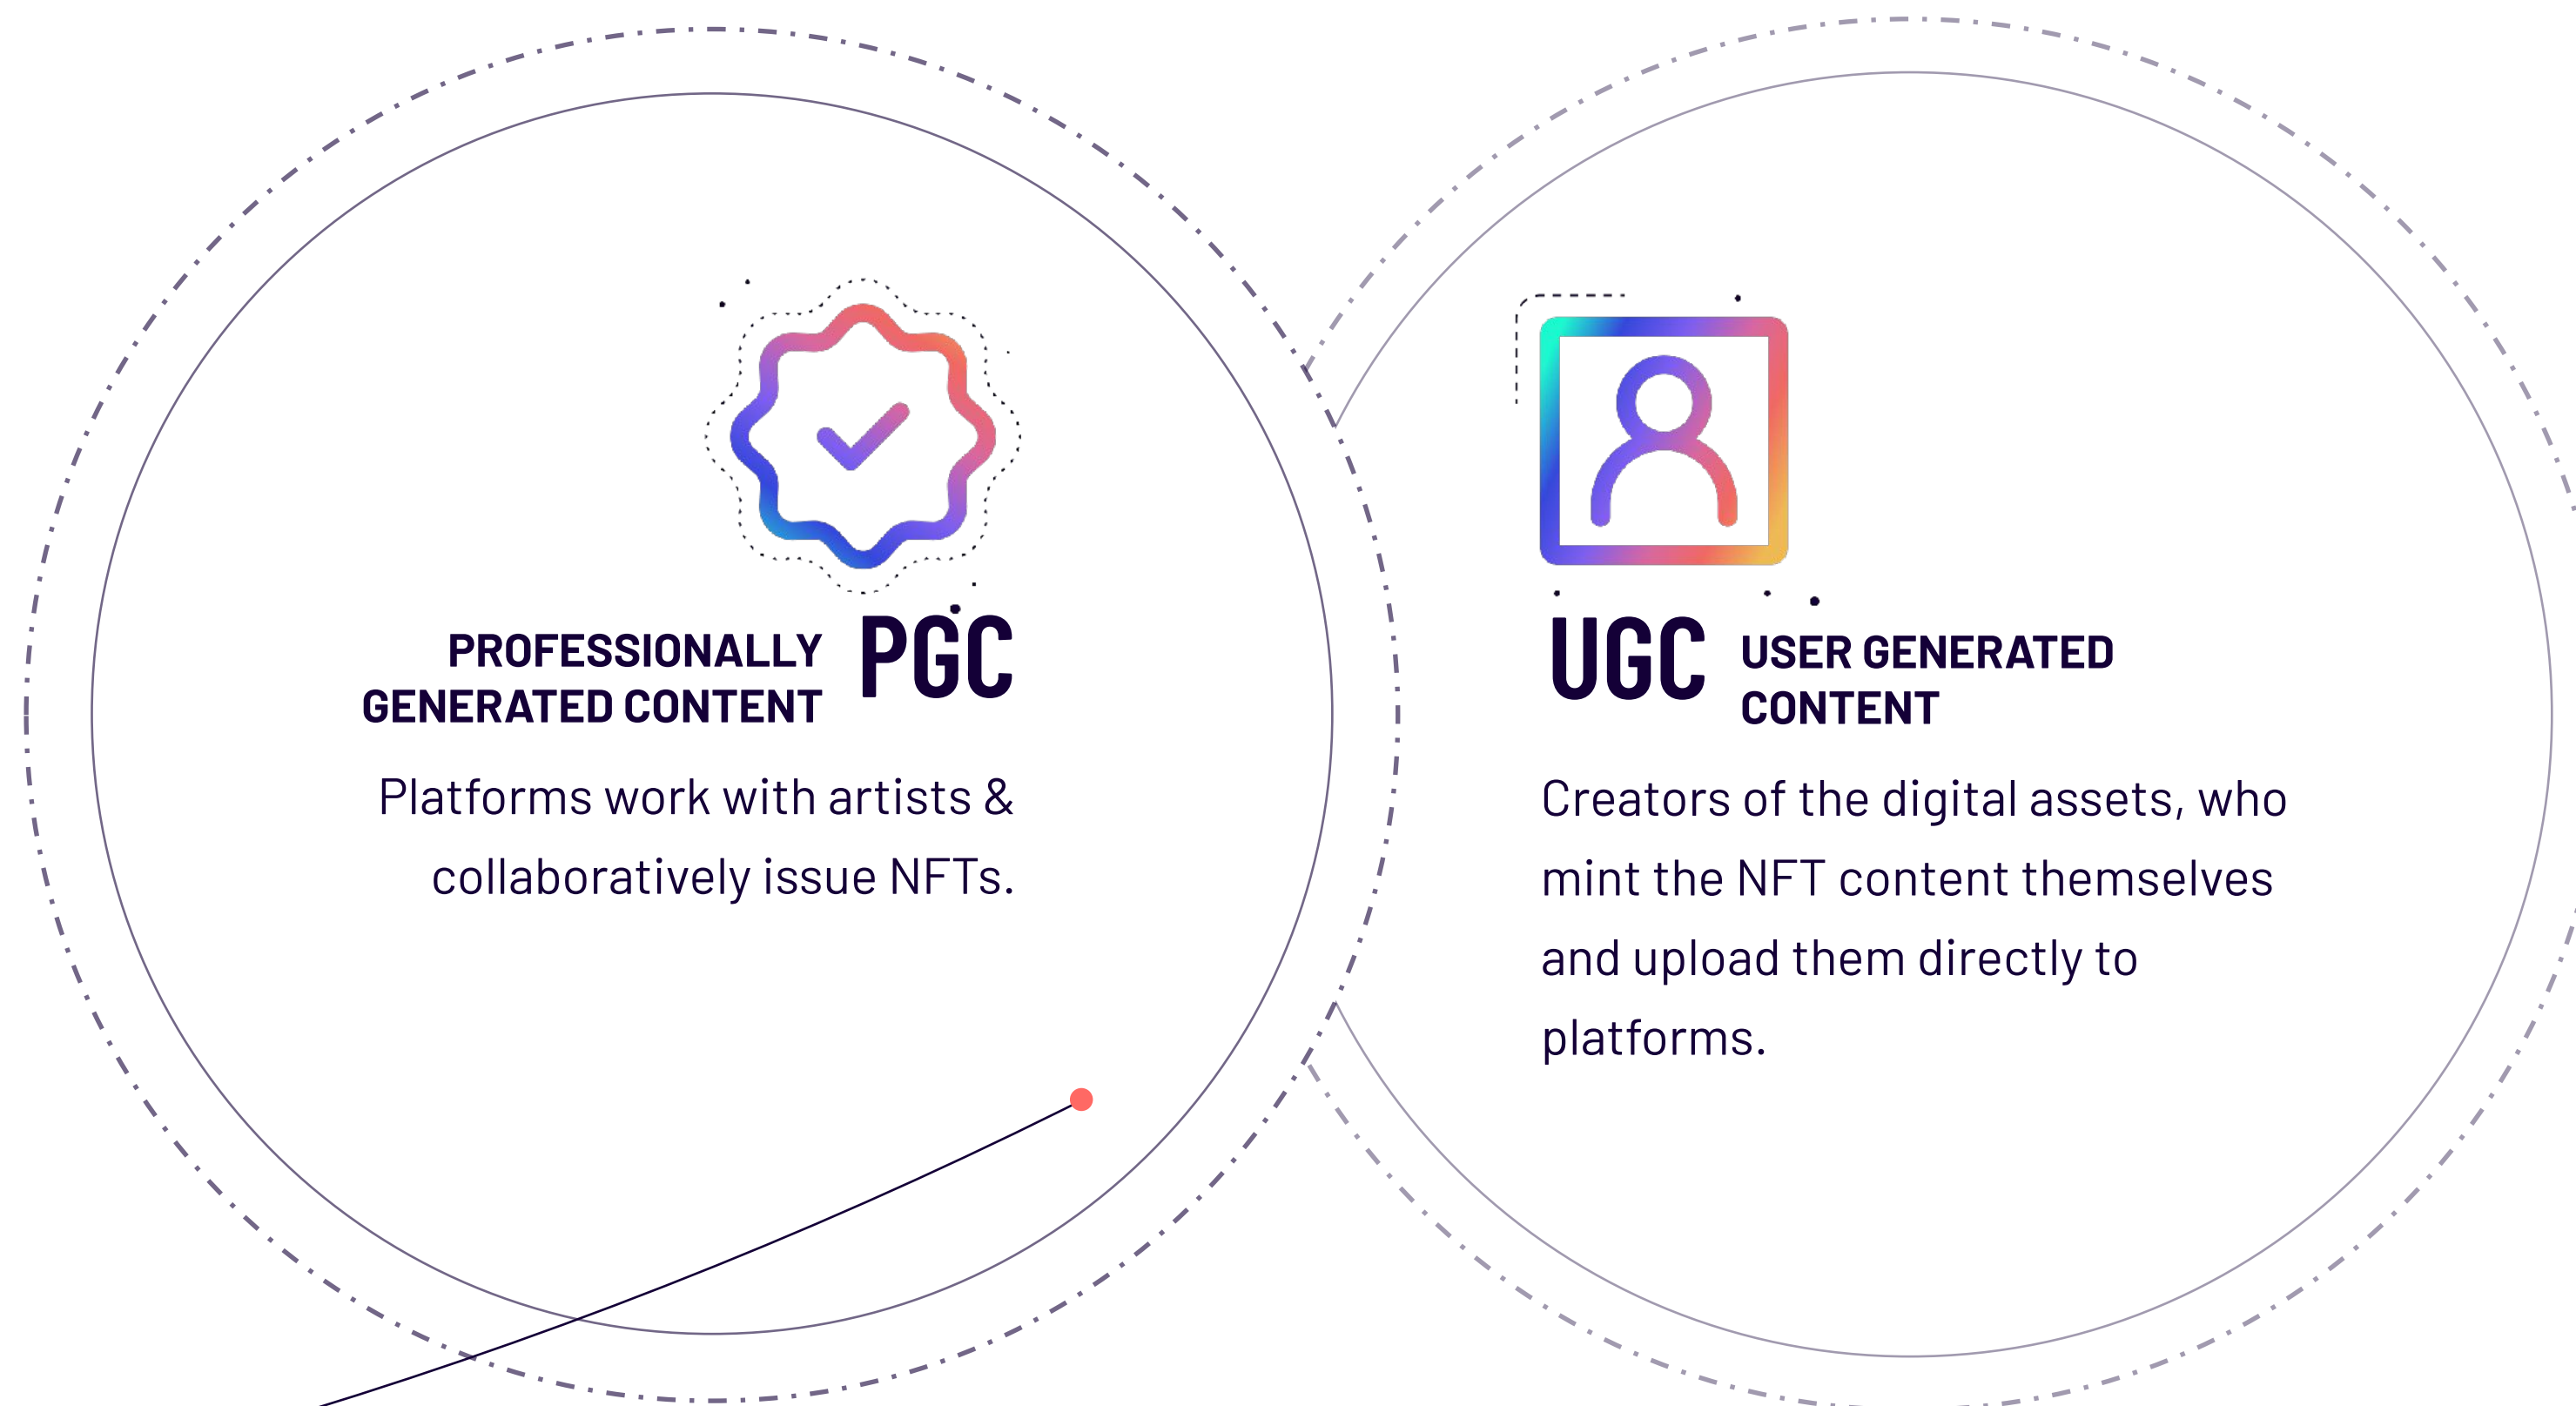 PROFESSIONALLY
GENERATED CONTENT
PGC
Platforms work with artists &
collaboratively issue NFTs.
UGC
USER GENERATED
CONTENT
Creators of the digital assets, who
mint the NFT content themselves
and upload them directly to
platforms.